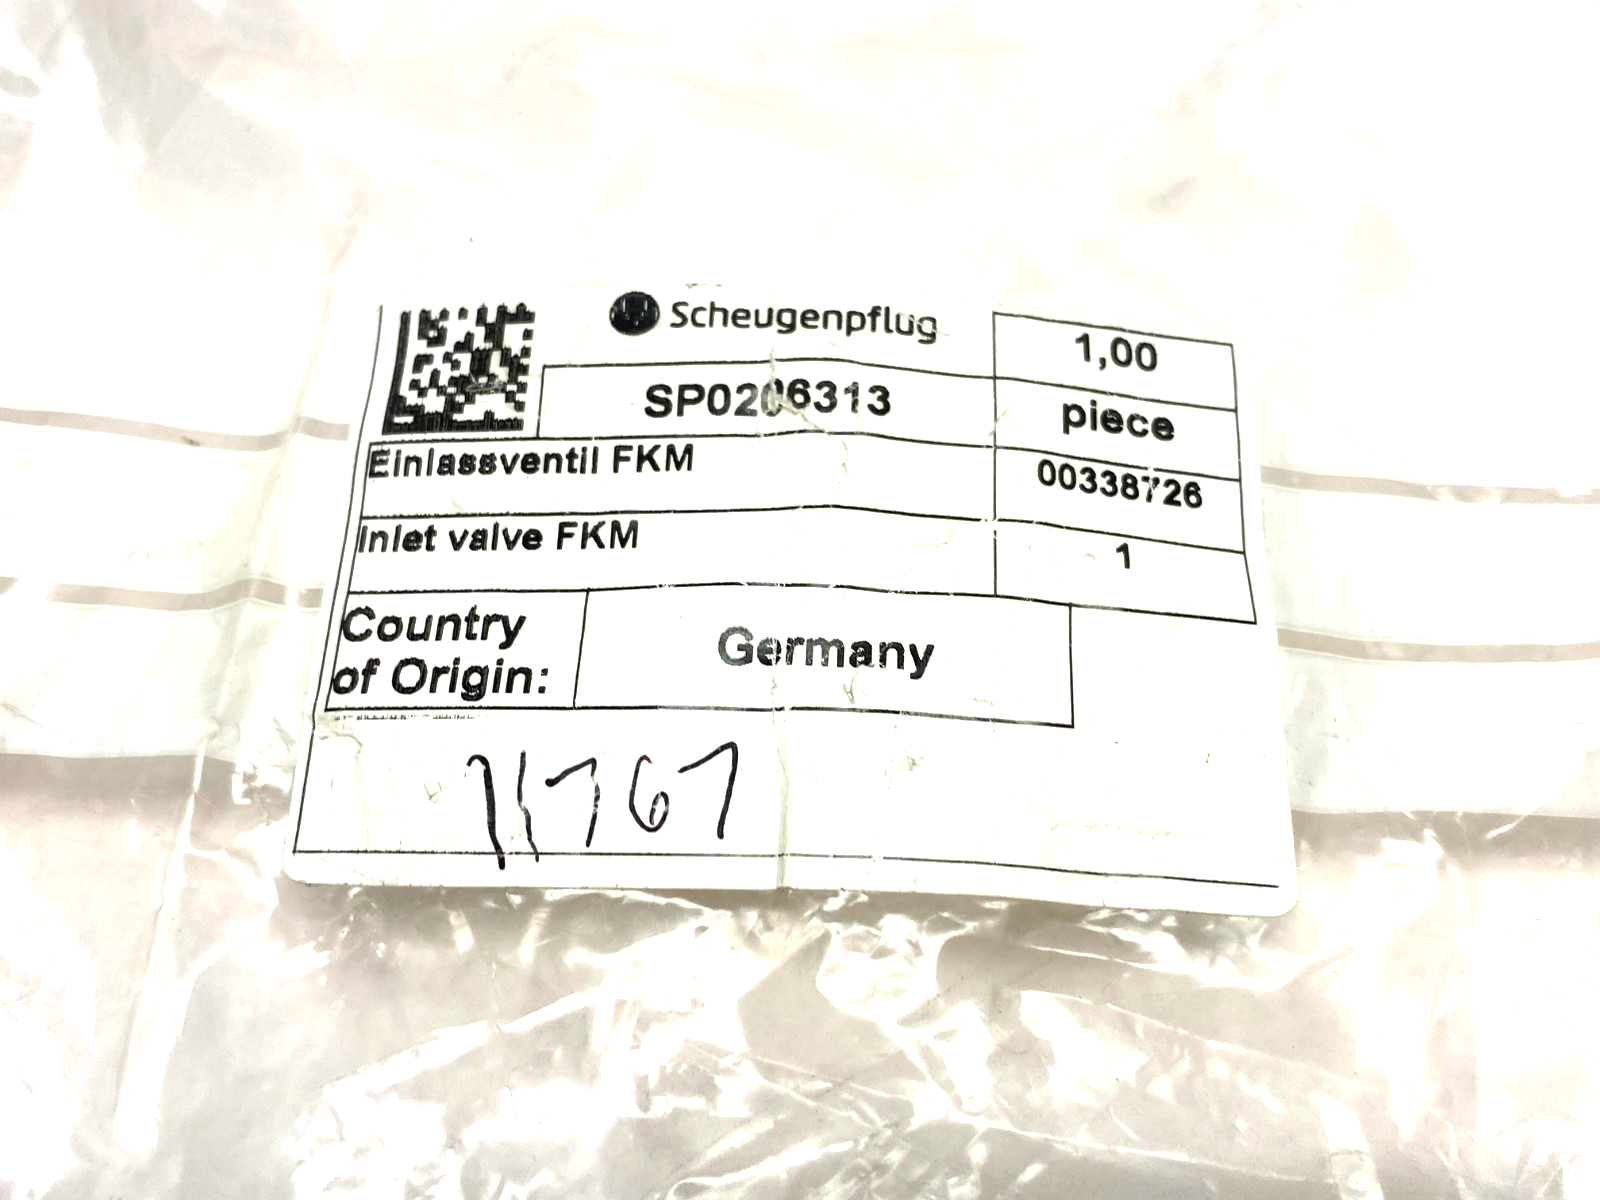 Scheugenpflug
1,00
SP0206313
piece
Einlassventil FKM
00338726
Inlet valve FKM
1
Country
of Origin:
Germany
11767